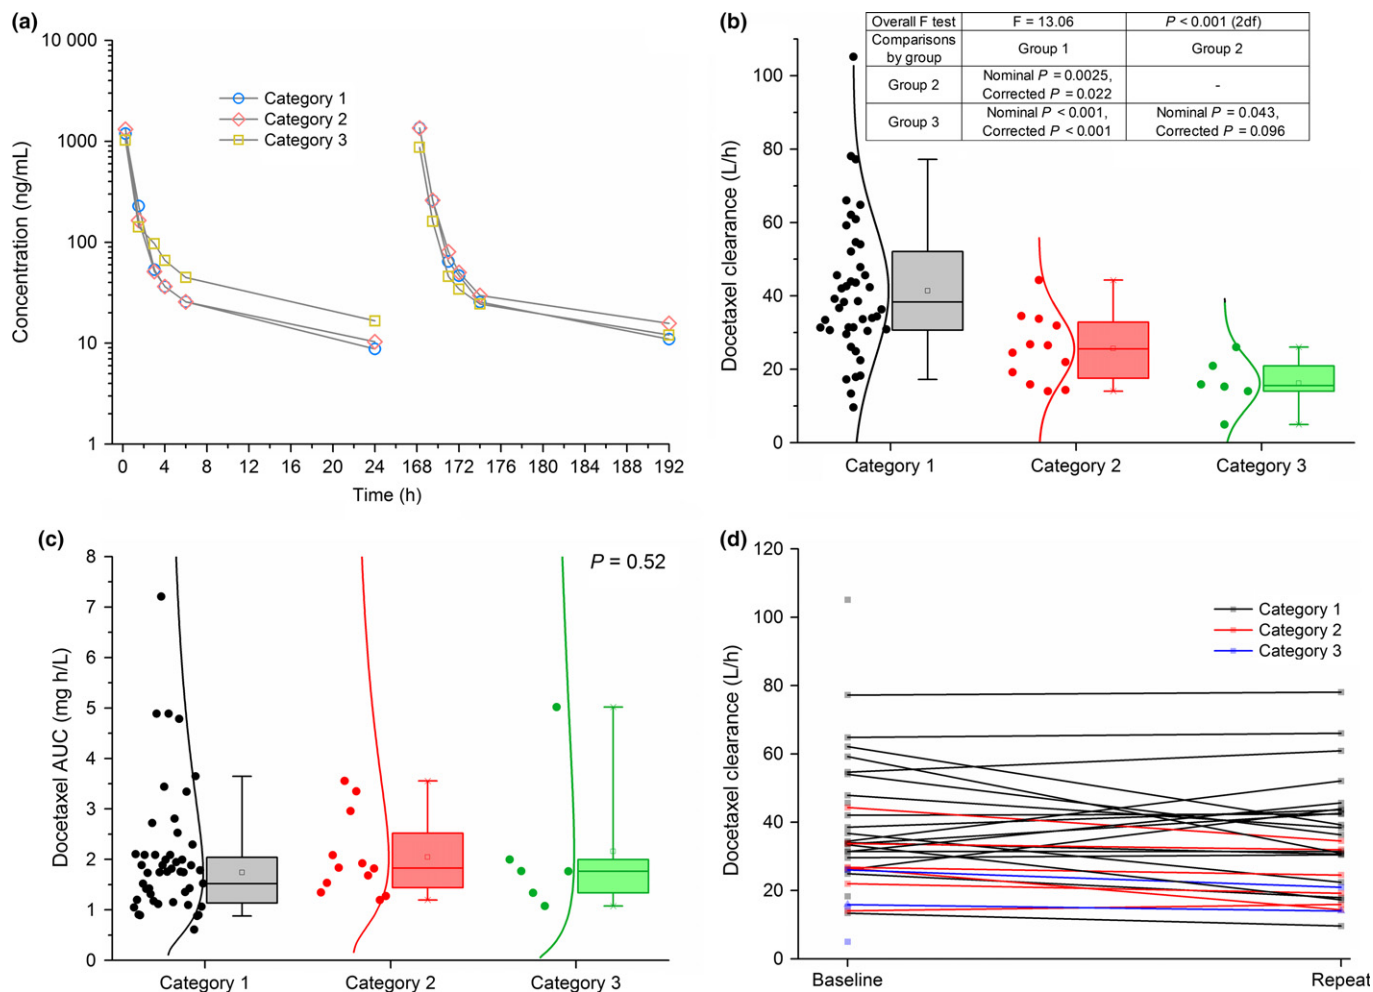 (a)
10 000
1000
100
10
1
Concentration (ng/mL)
Category 1
Category 2
Category 3
0 4 8 12 16 20 24 168 172 176 180 184 188 192
Time (h)
(b)
Overall F test F = 13.06 P < 0.001 (2df)
Comparisons
by group
Group 1 Group 2
Group 2 Nominal P = 0.0025,
Corrected P = 0.022
-
Group 3 Nominal P < 0.001,
Corrected P < 0.001
Nominal P = 0.043,
Corrected P = 0.096
100
80
60
40
20
0
Docetaxel clearance (L/h)
Category 1 Category 2 Category 3
(c)
P = 0.52
8
7
6
5
4
3
2
1
0
Docetaxel AUC (mg h/L)
Category 1 Category 2 Category 3
(d)
120
100
80
60
40
20
0
Docetaxel clearance (L/h)
Category 1
Category 2
Category 3
Baseline Repeat